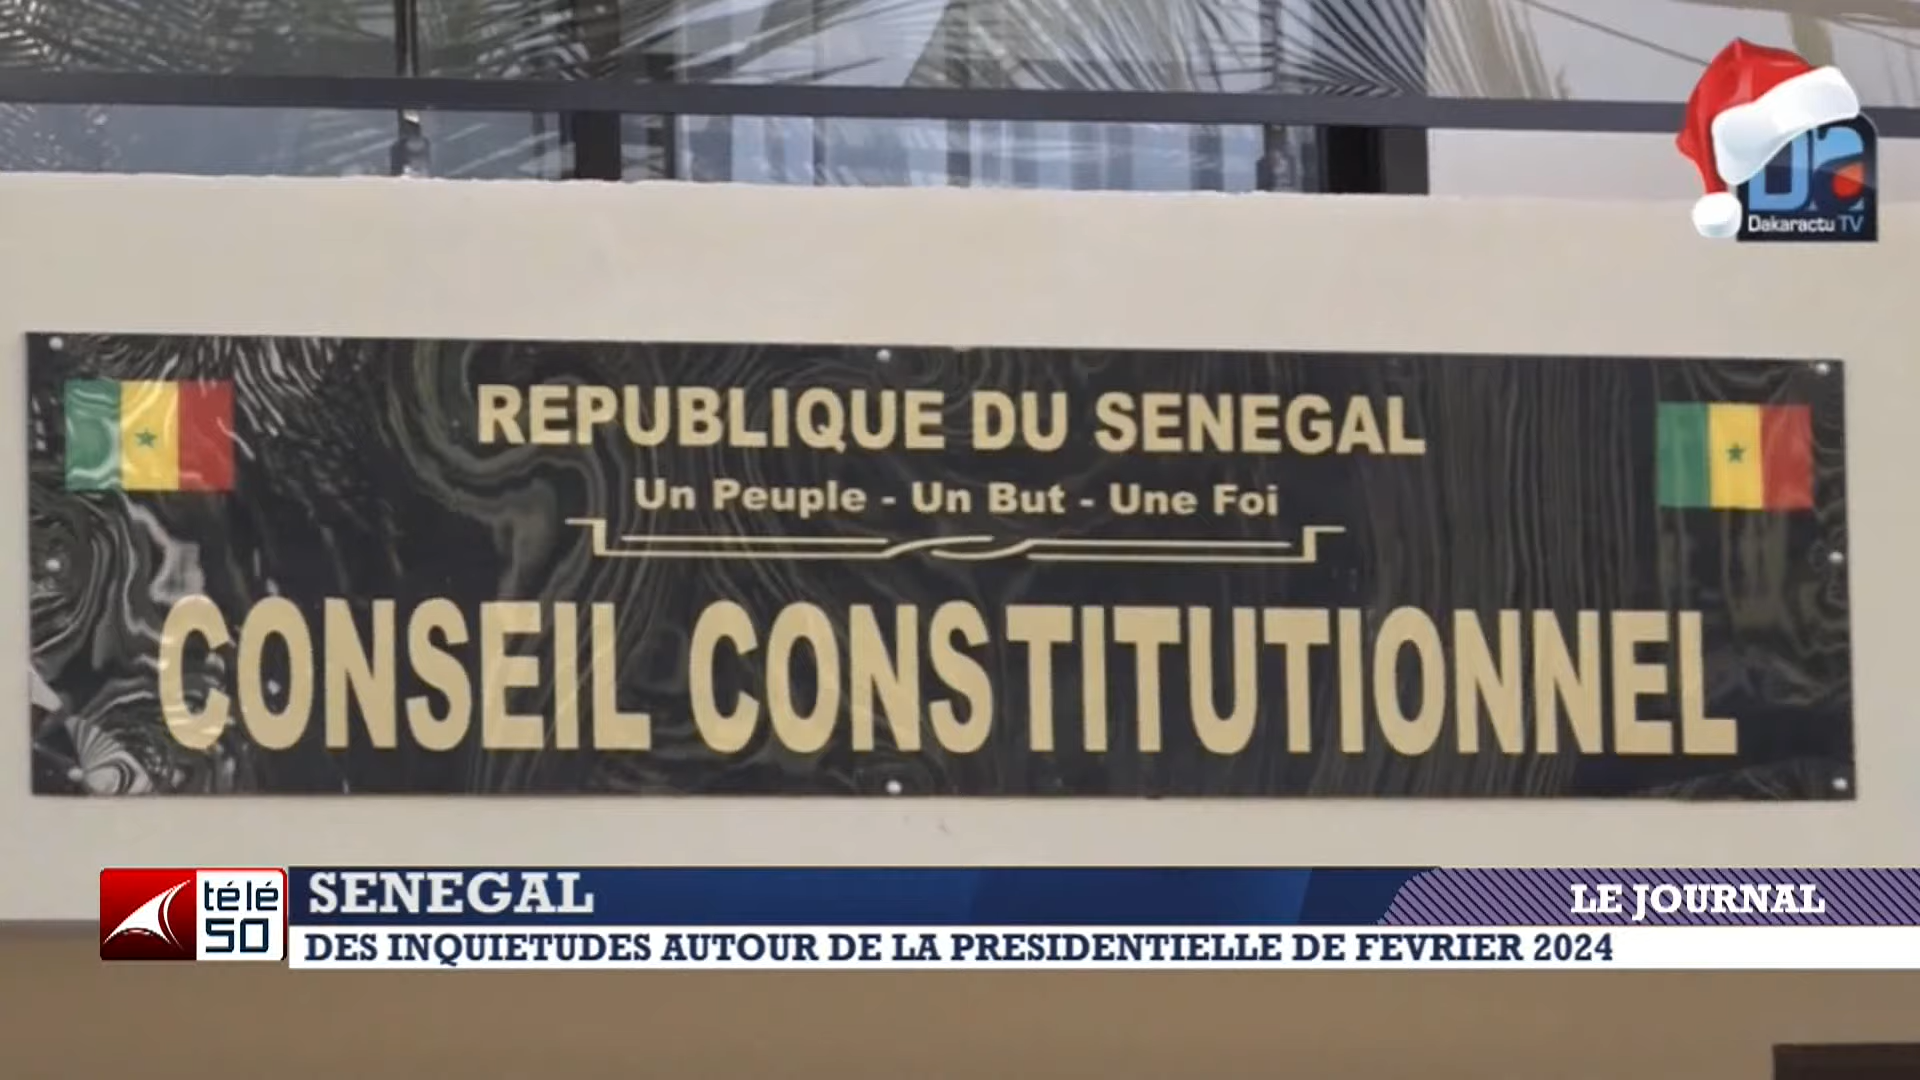 Da
Dakaractu TV
REPUBLIQUE DU SENEGAL
Un Peuple - Un But - Une Foi
CONSEIL CONSTITUTIONNEL
télé
50
SENEGAL
LE JOURNAL
DES INQUIETUDES AUTOUR DE LA PRESIDENTIELLE DE FEVRIER 2024